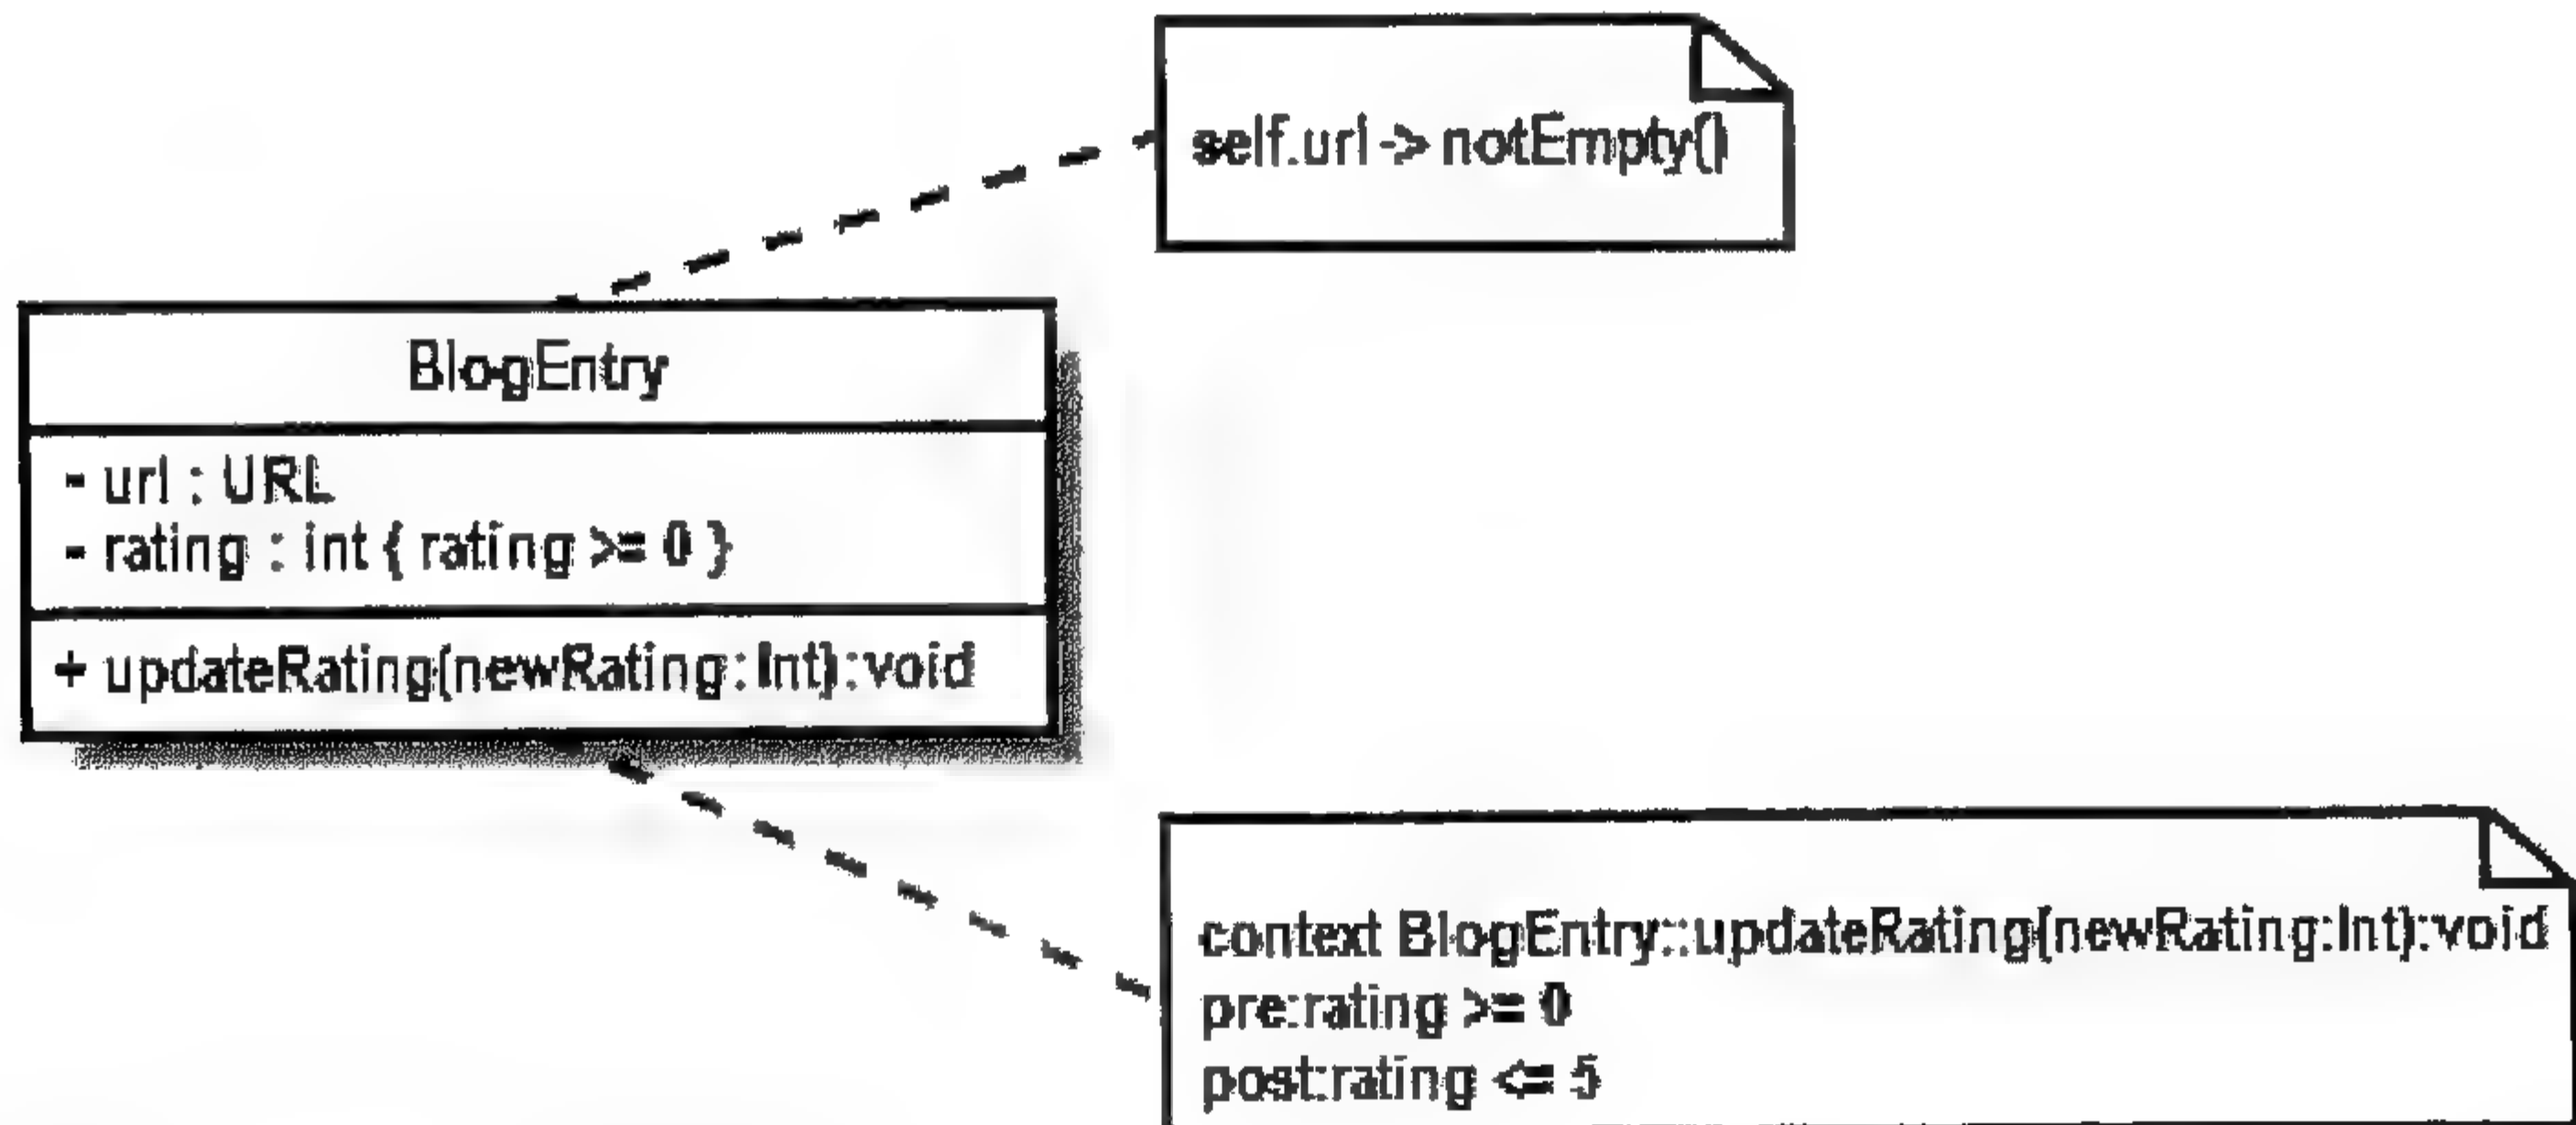 self.url -> notEmpty()
BlogEntry
- url : URL
- rating : int { rating >= 0 }
+ updateRating(newRating : Int) : void
context BlogEntry::updateRating(newRating:Int):void
pre:rating >= 0
post:rating <= 5